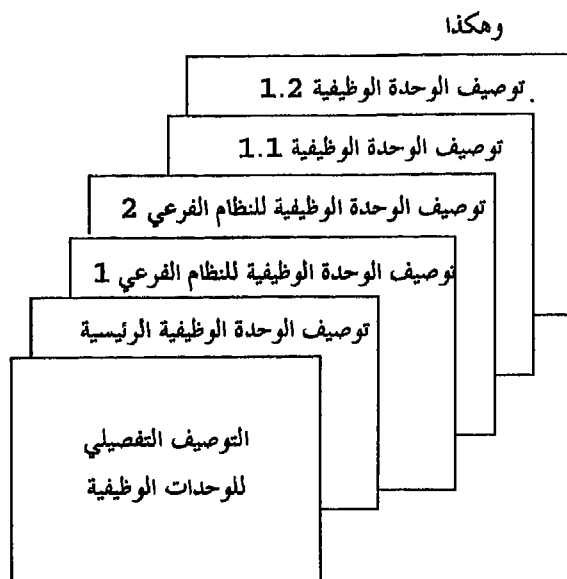 وهكذا
توصيف الوحدة الوظيفية 1.2
توصيف الوحدة الوظيفية 1.1
توصيف الوحدة الوظيفية للنظام الفرعي 2
توصيف الوحدة الوظيفية للنظام الفرعي 1
توصيف الوحدة الوظيفية الرئيسية
التوصيف التفصيلي
للوحدات الوظيفية